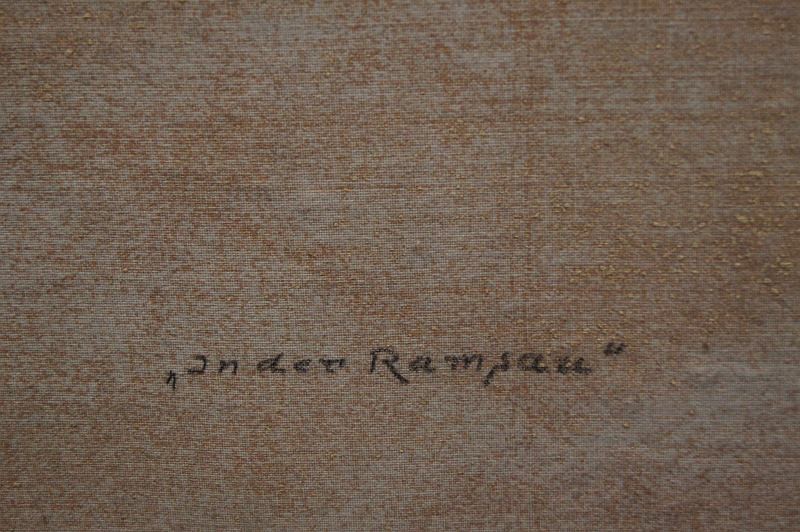 „In der Ramsau“